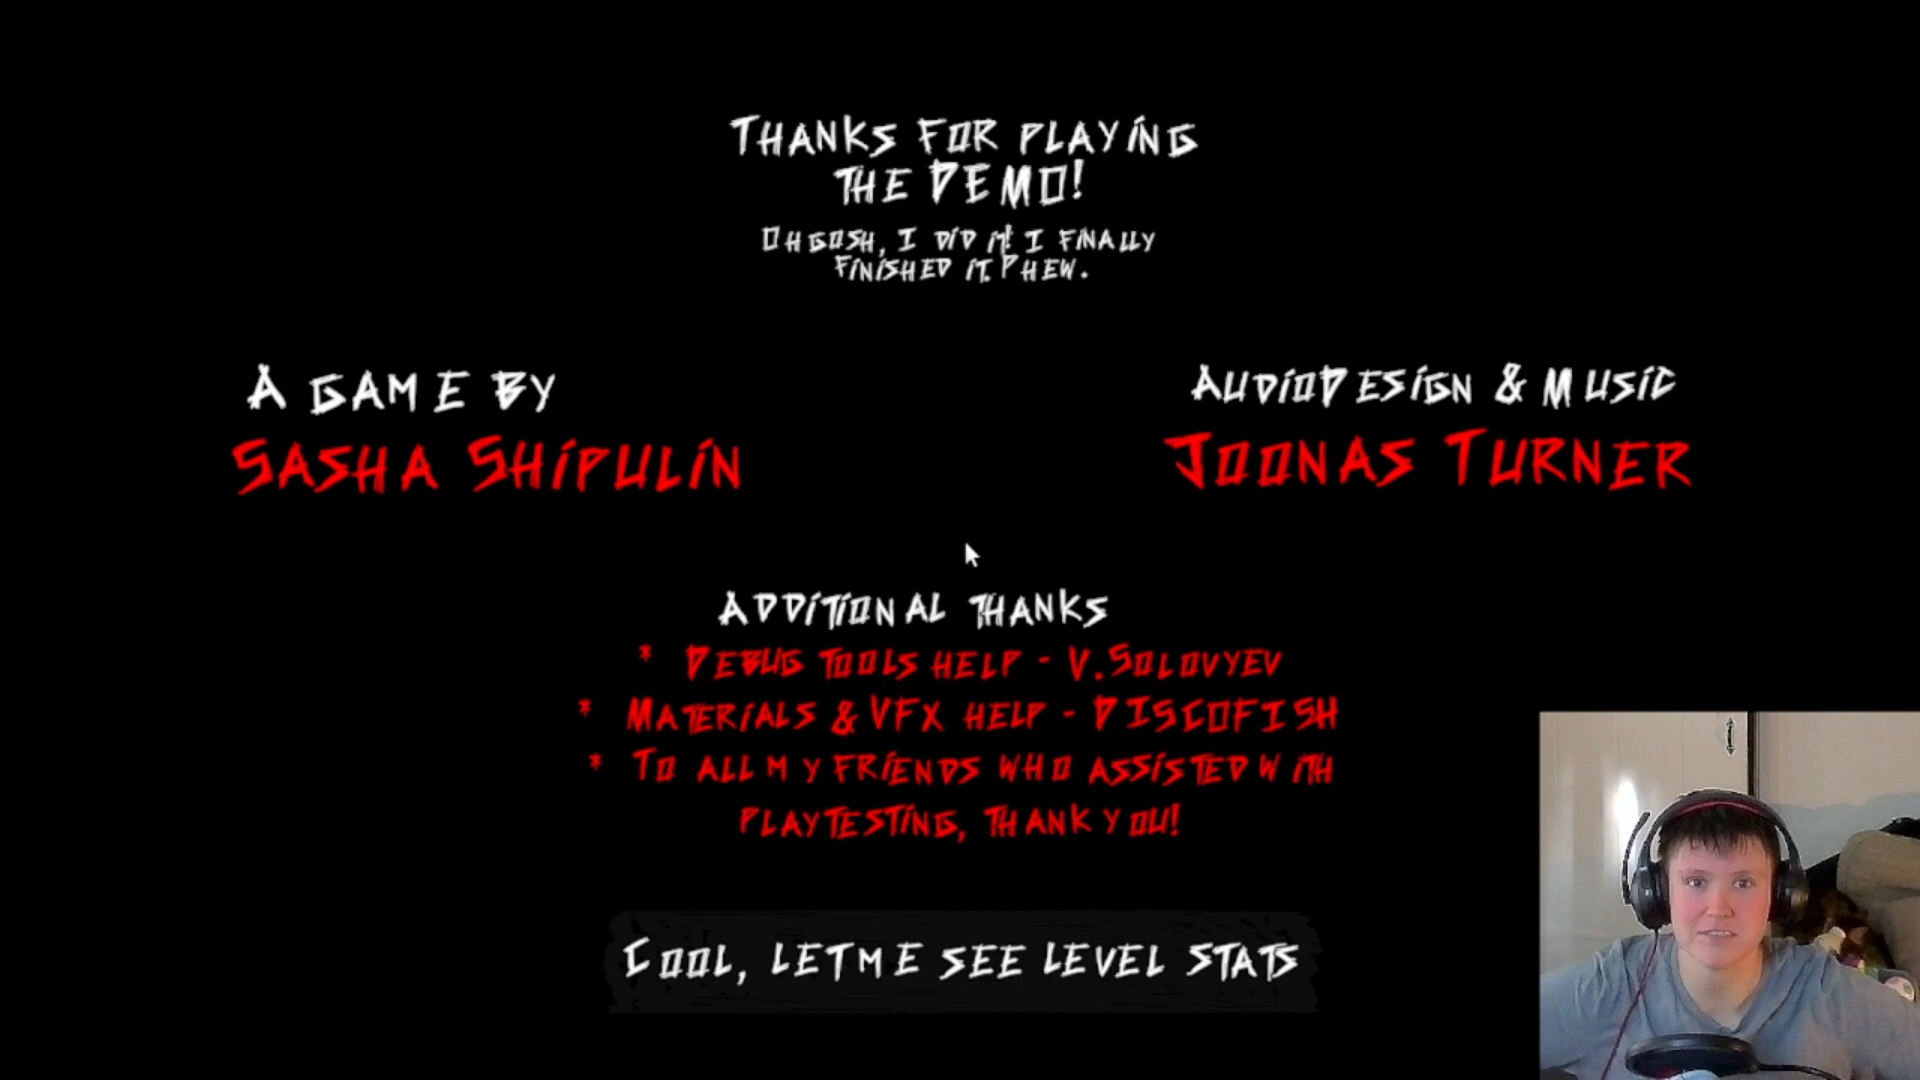 Thanks for playing
the DEMO!
Oh gosh, I did it! I finally
finished it. Phew.
A game by
Sasha Shipulin
AudioDesign & Music
Joonas Turner
Additional thanks
* Debug tools help - V.Solovyev
* Materials & VFX help - DISCOFISH
* To all my friends who assisted with
playtesting, thank you!
Cool, let me see level stats